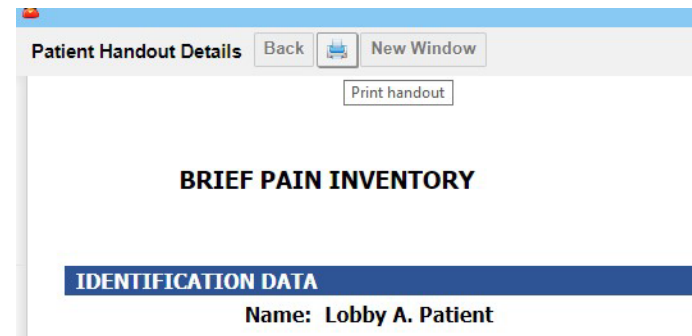 Patient Handout Details Back New Window
Print handout
BRIEF PAIN INVENTORY
IDENTIFICATION DATA
Name: Lobby A. Patient